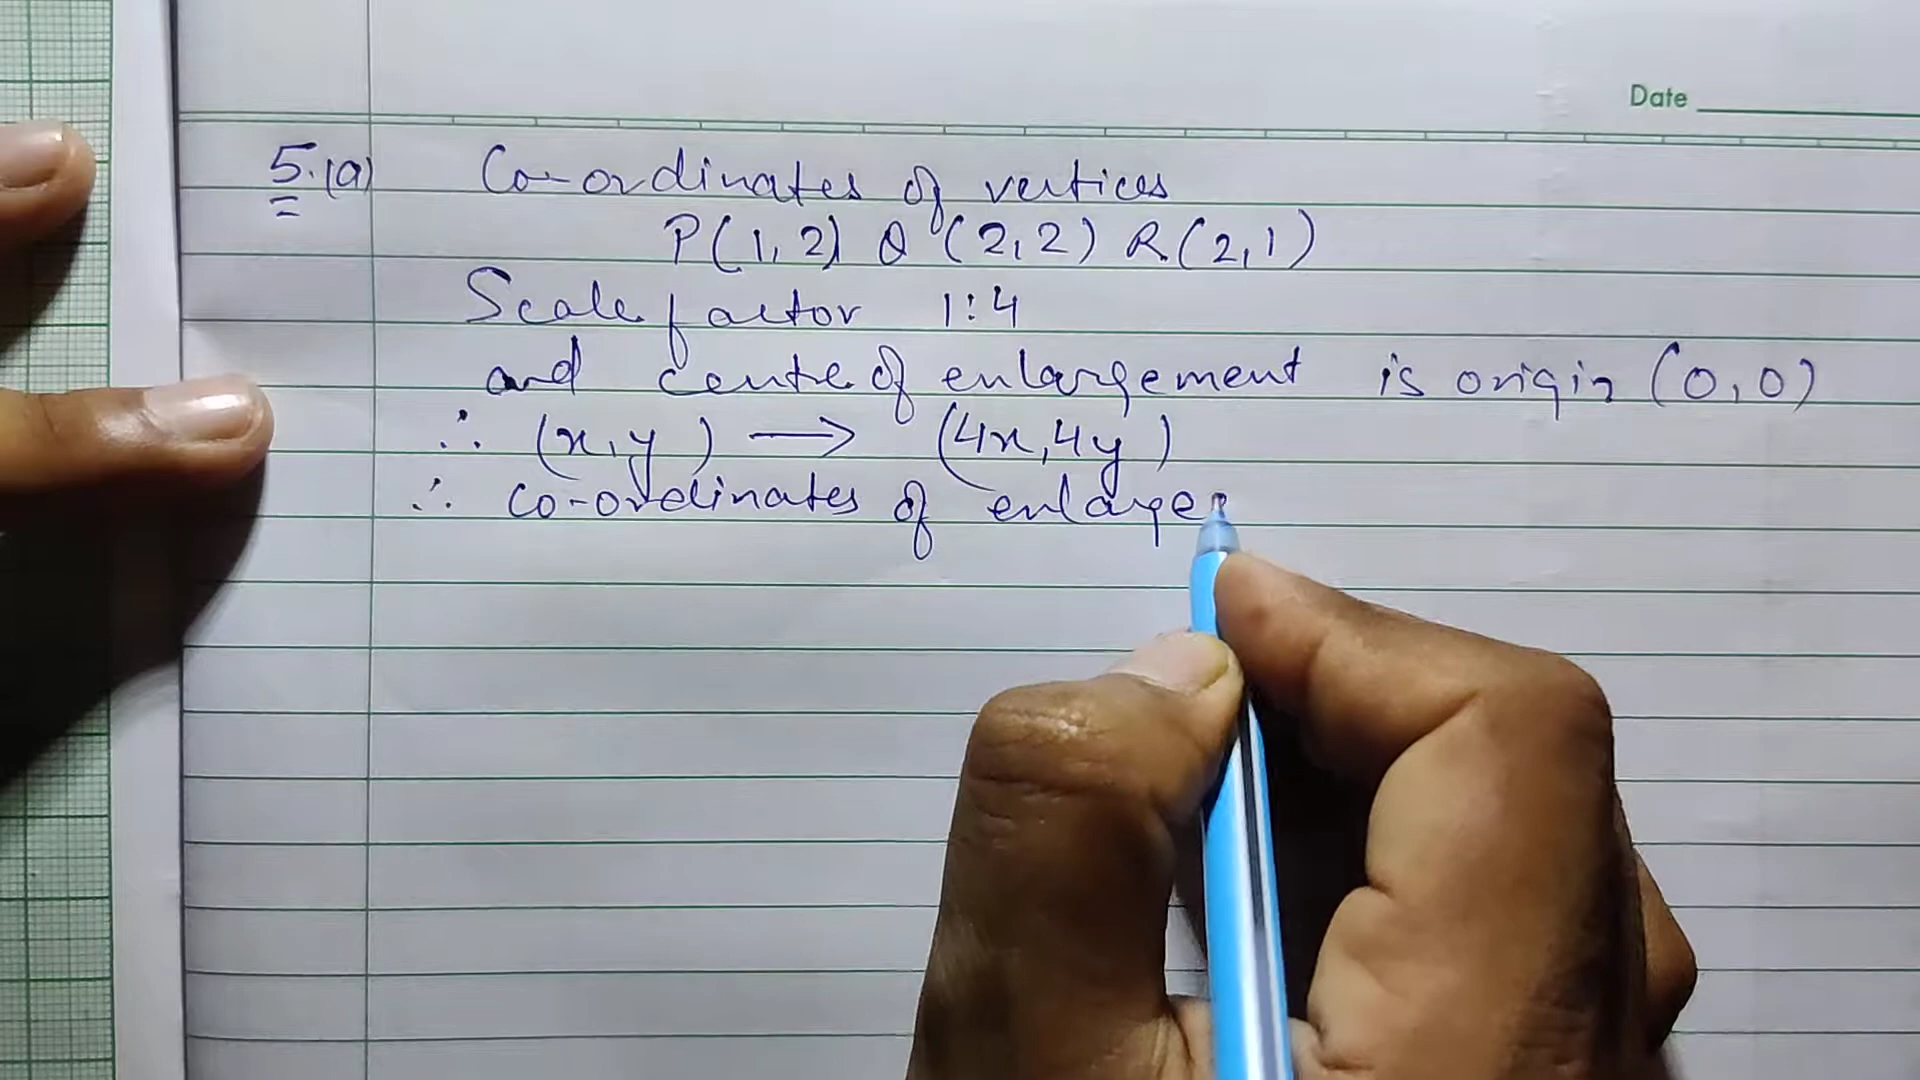 Date
5.(a) Co-ordinates of vertices
P(1,2) Q(2,2) R(2,1)
Scale factor 1:4
and centre of enlargement is origin (0,0)
∴ (x,y) → (4x,4y)
∴ co-ordinates of enlarge